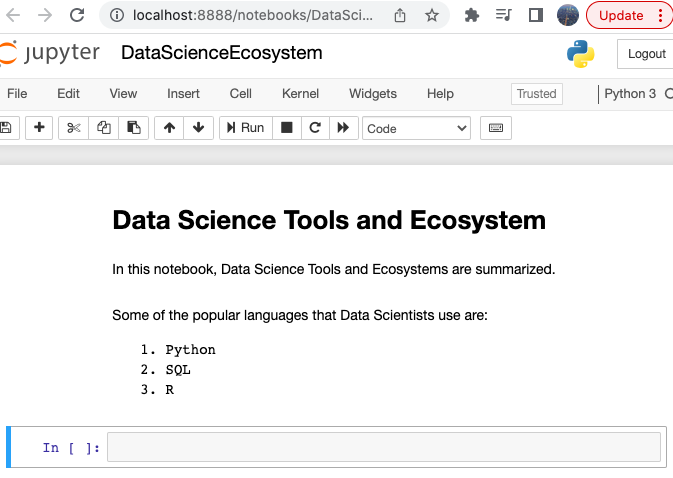 localhost:8888/notebooks/DataSci...
Update
jupyter DataScienceEcosystem
Logout
File Edit View Insert Cell Kernel Widgets Help Trusted Python 3
Run Code
Data Science Tools and Ecosystem
In this notebook, Data Science Tools and Ecosystems are summarized.
Some of the popular languages that Data Scientists use are:
1. Python
2. SQL
3. R
In [ ]: